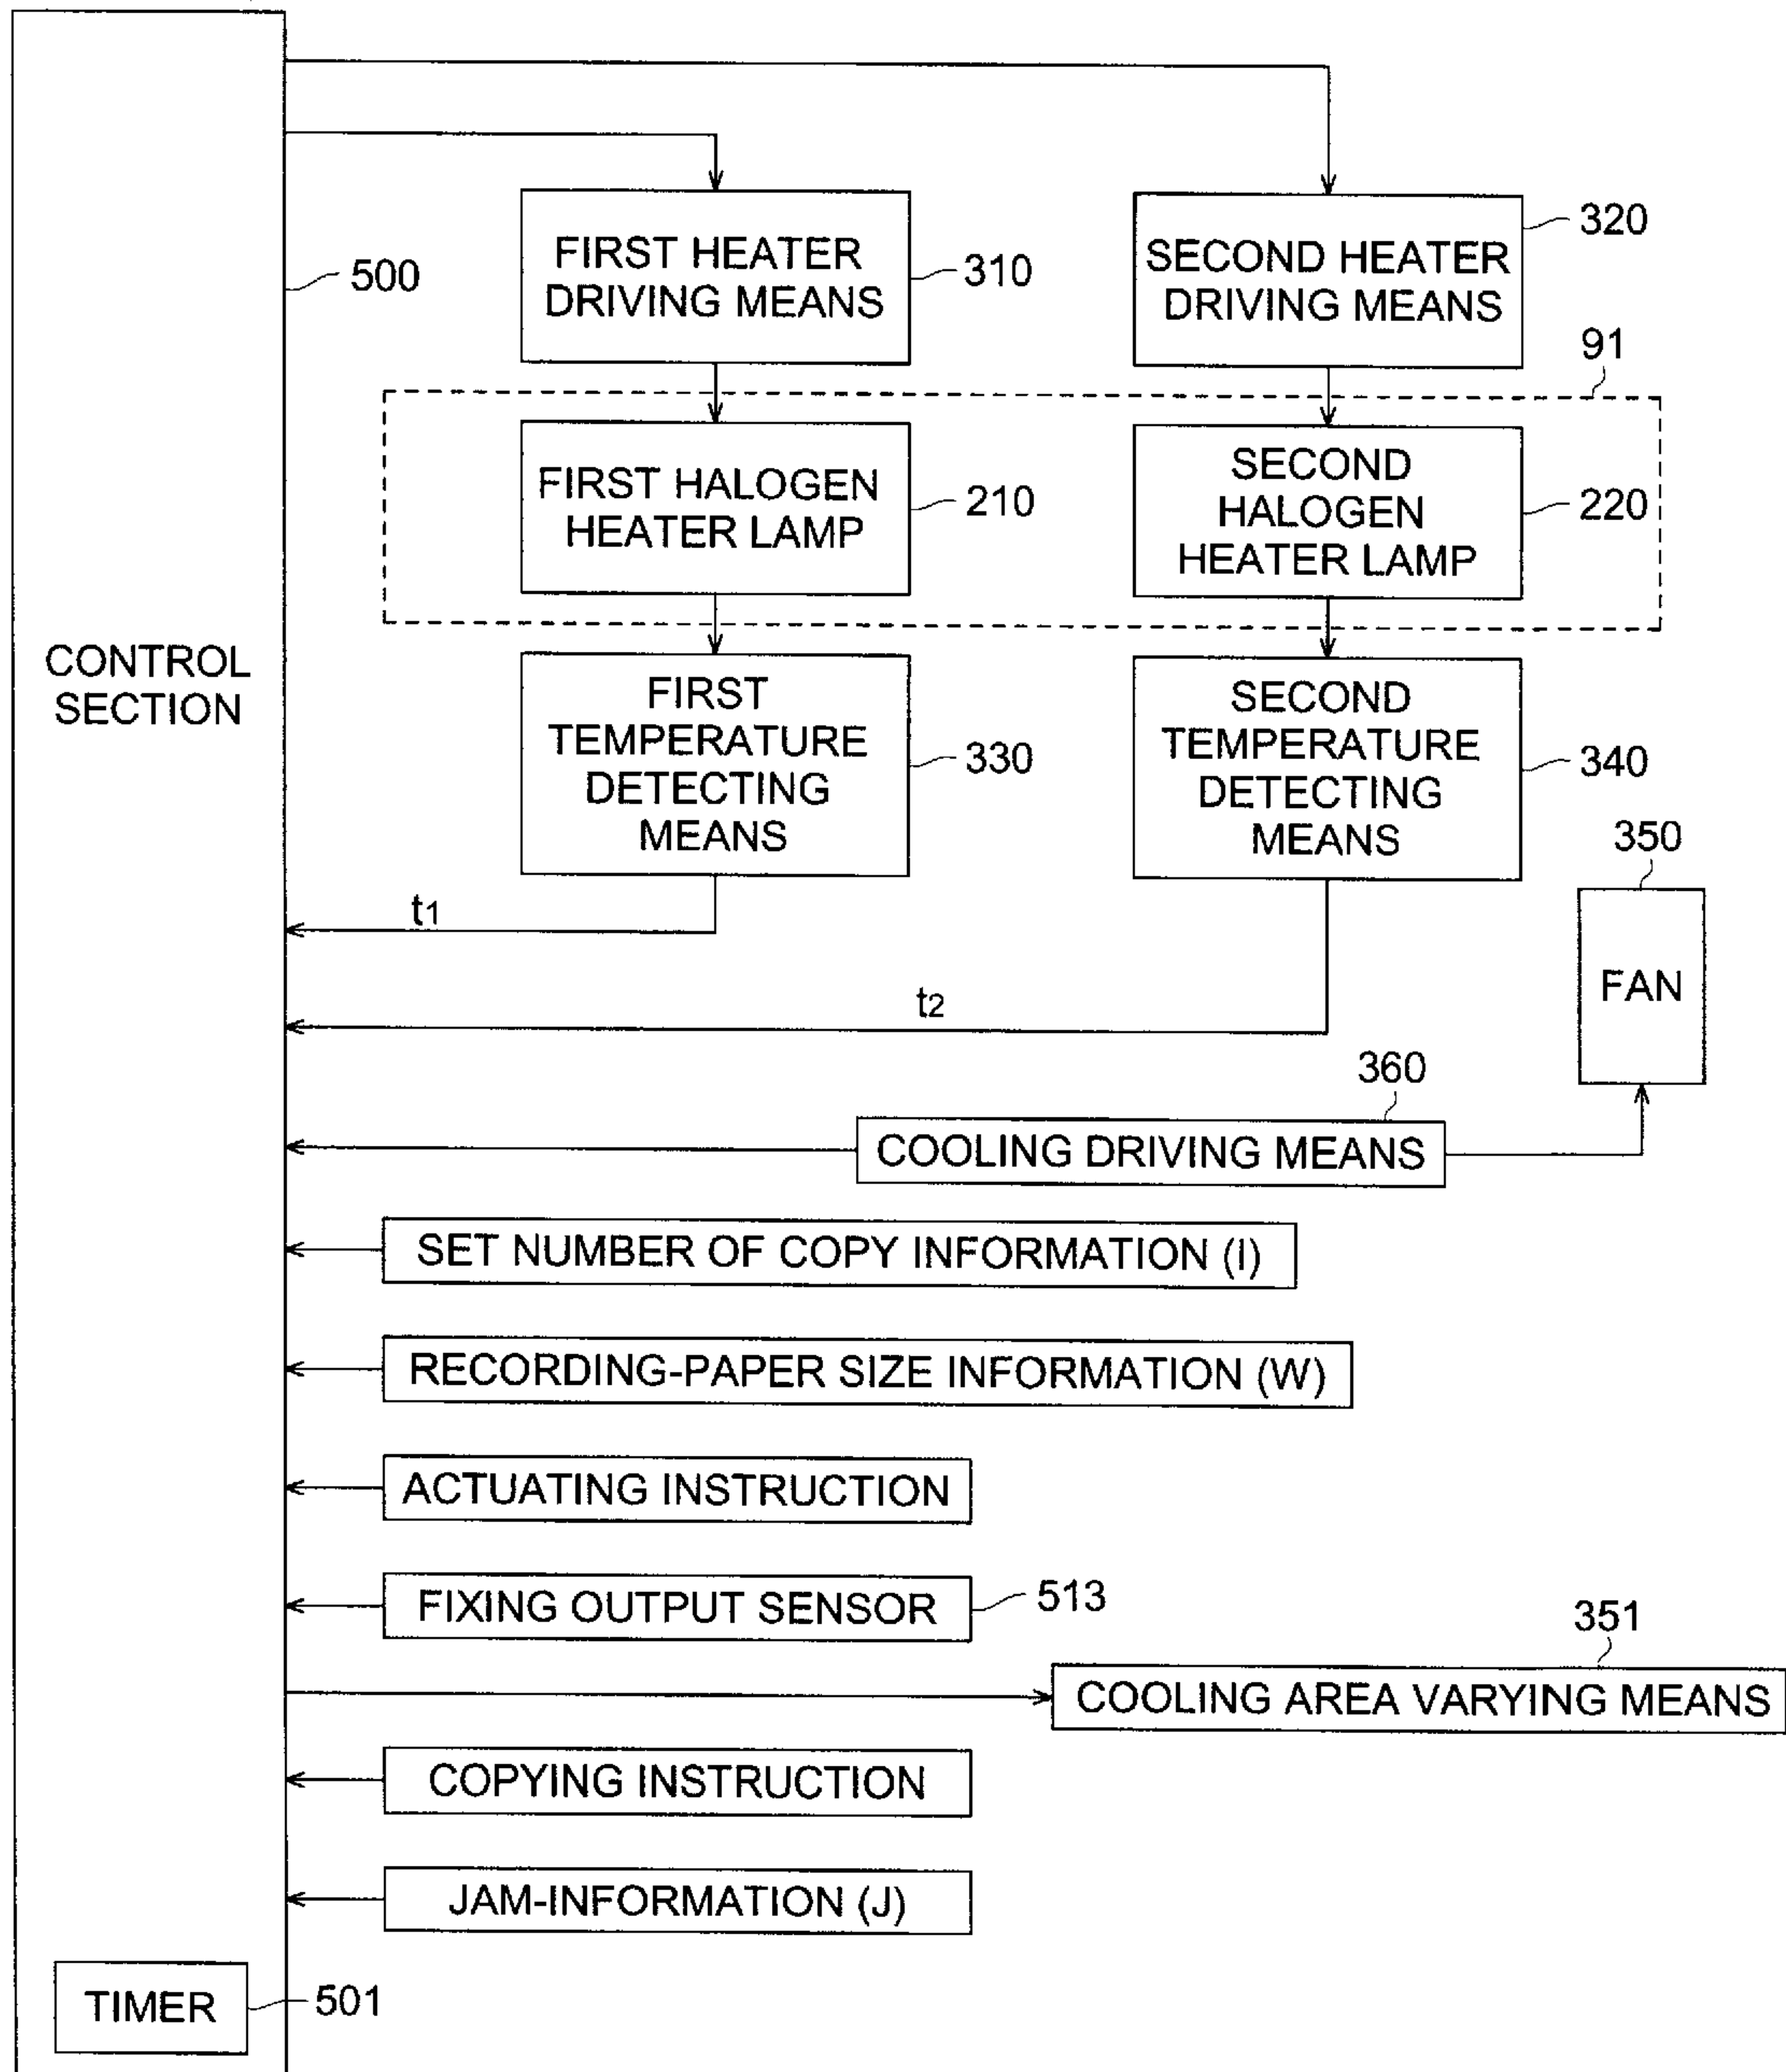 FIRST HEATER
DRIVING MEANS
310
SECOND HEATER
DRIVING MEANS
320
500
91
FIRST HALOGEN
HEATER LAMP
210
SECOND
HALOGEN
HEATER LAMP
220
CONTROL
SECTION
FIRST
TEMPERATURE
DETECTING
MEANS
330
SECOND
TEMPERATURE
DETECTING
MEANS
340
350
FAN
t1
t2
360
COOLING DRIVING MEANS
SET NUMBER OF COPY INFORMATION (I)
RECORDING-PAPER SIZE INFORMATION (W)
ACTUATING INSTRUCTION
FIXING OUTPUT SENSOR
513
351
COOLING AREA VARYING MEANS
COPYING INSTRUCTION
JAM-INFORMATION (J)
TIMER
501